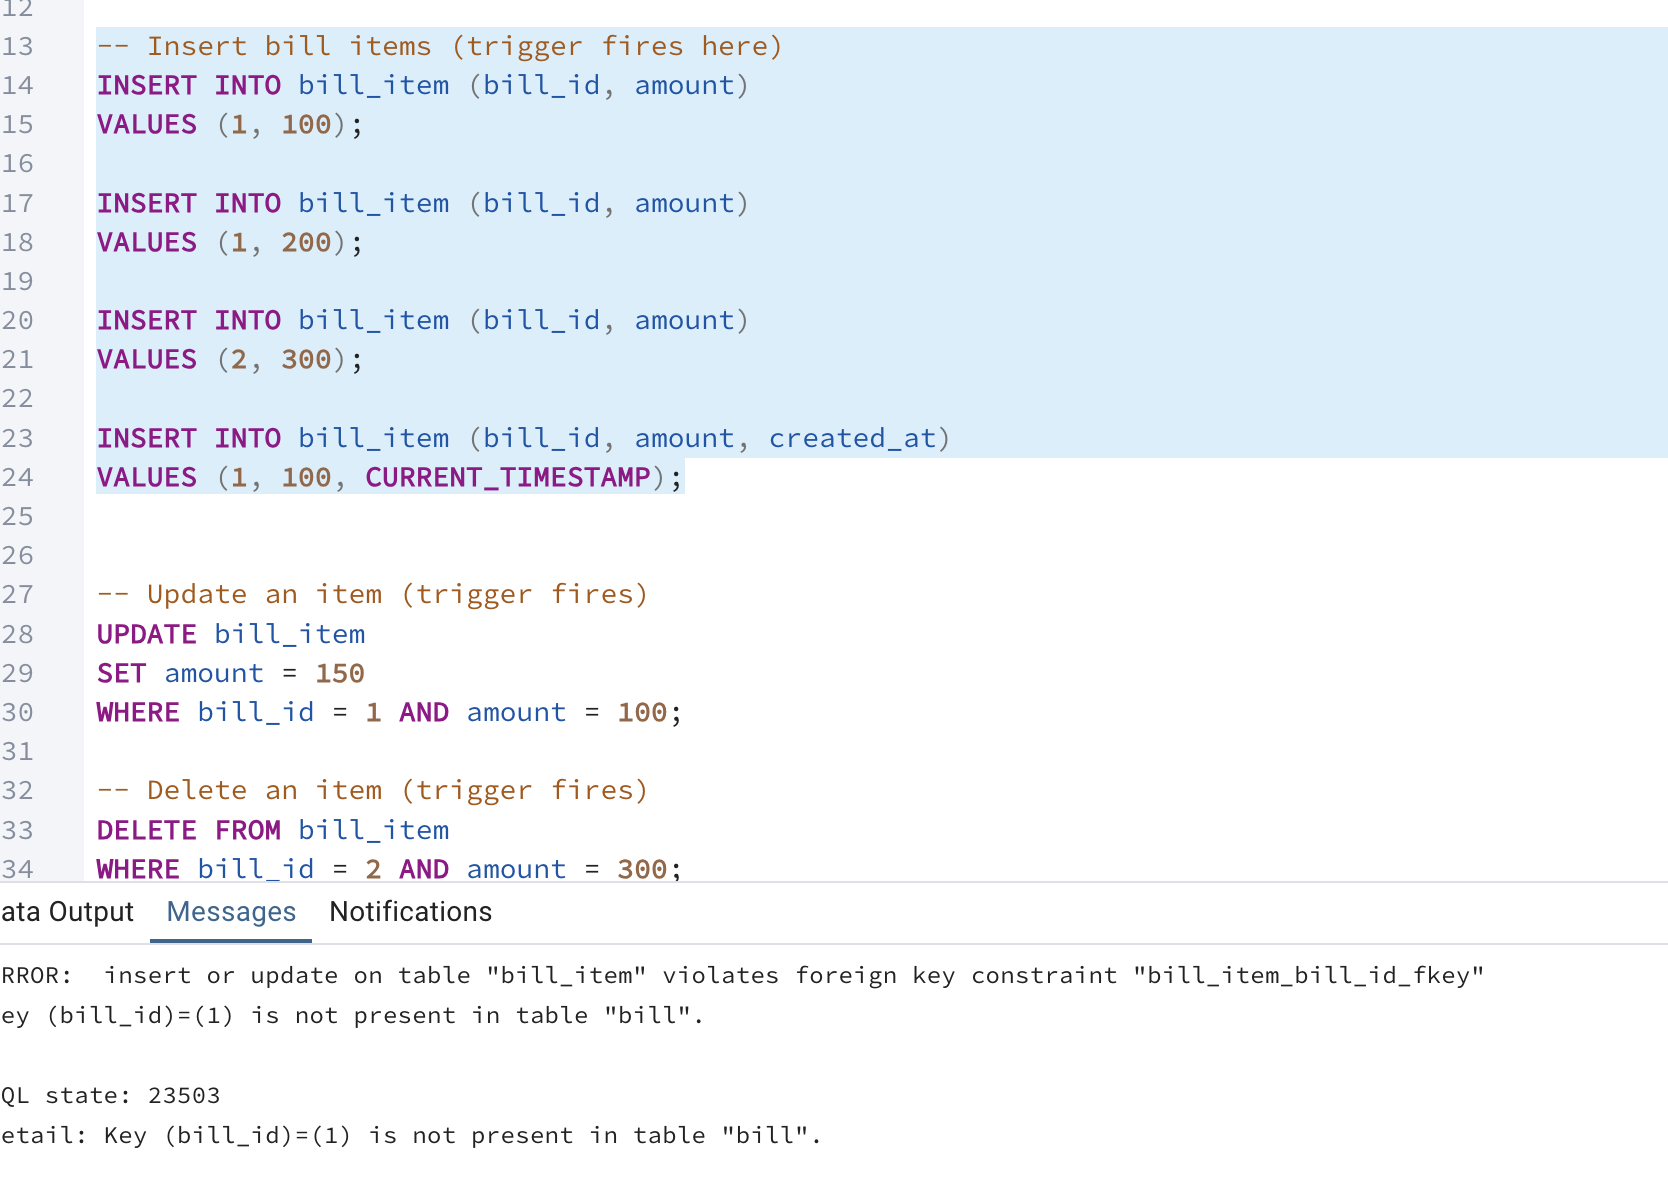 12
13 -- Insert bill items (trigger fires here)
14 INSERT INTO bill_item (bill_id, amount)
15 VALUES (1, 100);
16
17 INSERT INTO bill_item (bill_id, amount)
18 VALUES (1, 200);
19
20 INSERT INTO bill_item (bill_id, amount)
21 VALUES (2, 300);
22
23 INSERT INTO bill_item (bill_id, amount, created_at)
24 VALUES (1, 100, CURRENT_TIMESTAMP);
25
26
27 -- Update an item (trigger fires)
28 UPDATE bill_item
29 SET amount = 150
30 WHERE bill_id = 1 AND amount = 100;
31
32 -- Delete an item (trigger fires)
33 DELETE FROM bill_item
34 WHERE bill_id = 2 AND amount = 300;
ata Output Messages Notifications
RROR:  insert or update on table "bill_item" violates foreign key constraint "bill_item_bill_id_fkey"
ey (bill_id)=(1) is not present in table "bill".
QL state: 23503
etail: Key (bill_id)=(1) is not present in table "bill".